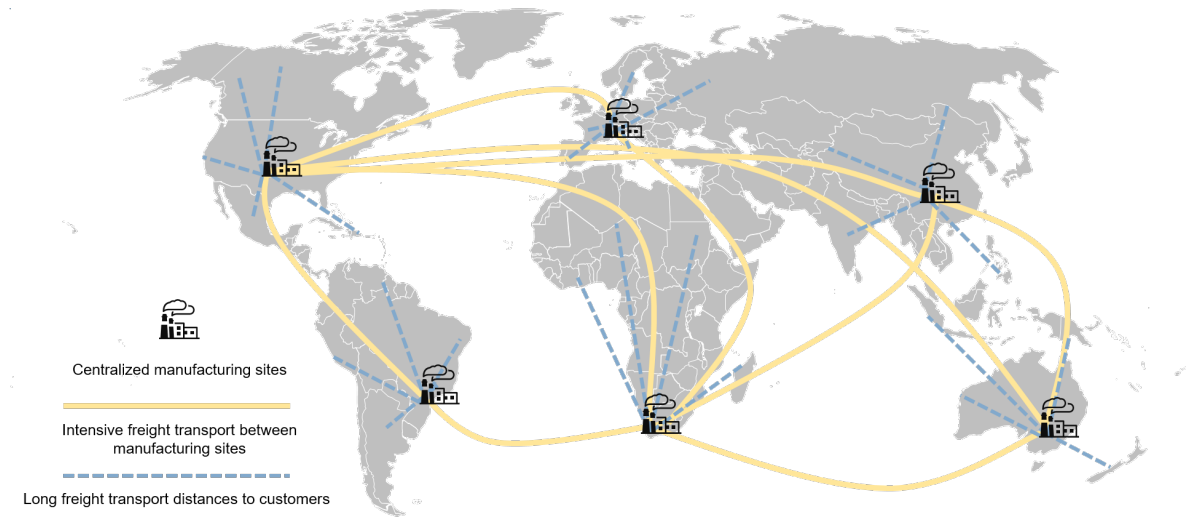 Centralized manufacturing sites
Intensive freight transport between
manufacturing sites
Long freight transport distances to customers